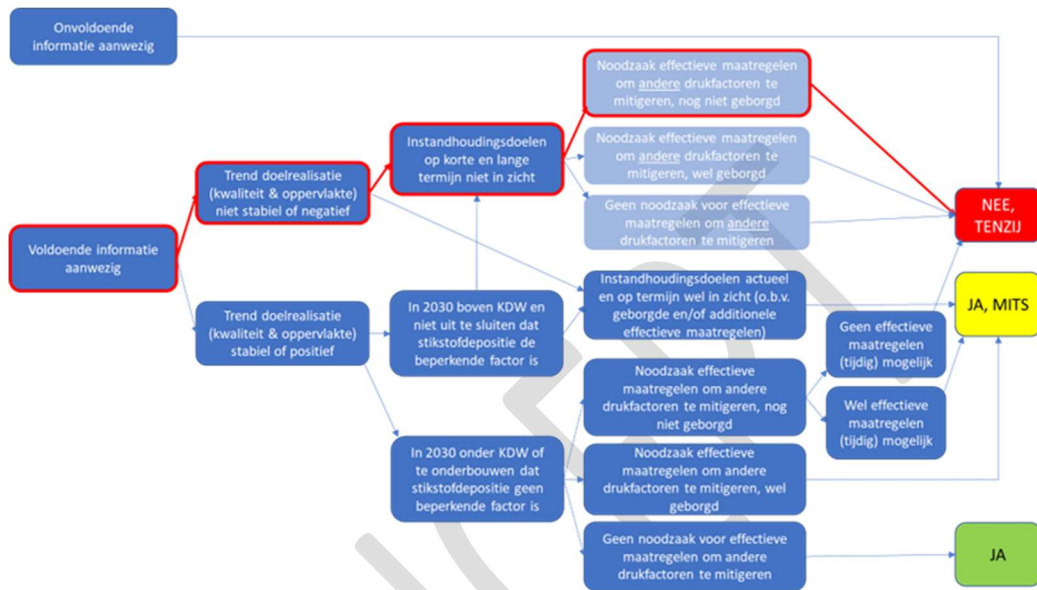 Onvoldoende
informatie aanwezig
Noodzaak effectieve maatregelen
om andere drukfactoren te
mitigeren, nog niet geborgd
Instandhoudingsdoelen
op korte en lange
termijn niet in zicht
Noodzaak effectieve maatregelen
om andere drukfactoren te
mitigeren, wel geborgd
Trend doelrealisatie
(kwaliteit & oppervlakte)
niet stabiel of negatief
Geen noodzaak voor effectieve
maatregelen om andere
drukfactoren te mitigeren
NEE,
TENZIJ
Voldoende informatie
aanwezig
Trend doelrealisatie
(kwaliteit & oppervlakte)
stabiel of positief
In 2030 boven KDW en
niet uit te sluiten dat
stikstofdepositie de
beperkende factor is
Instandhoudingsdoelen actueel
en op termijn wel in zicht (o.b.v.
geborgde en/of additionele
effectieve maatregelen)
JA, MITS
Geen effectieve
maatregelen
(tijdig) mogelijk
Noodzaak effectieve
maatregelen om andere
drukfactoren te mitigeren, nog
niet geborgd
Wel effectieve
maatregelen
(tijdig) mogelijk
In 2030 onder KDW of
te onderbouwen dat
stikstofdepositie geen
beperkende factor is
Noodzaak effectieve
maatregelen om andere
drukfactoren te mitigeren, wel
geborgd
Geen noodzaak voor effectieve
maatregelen om andere
drukfactoren te mitigeren
JA